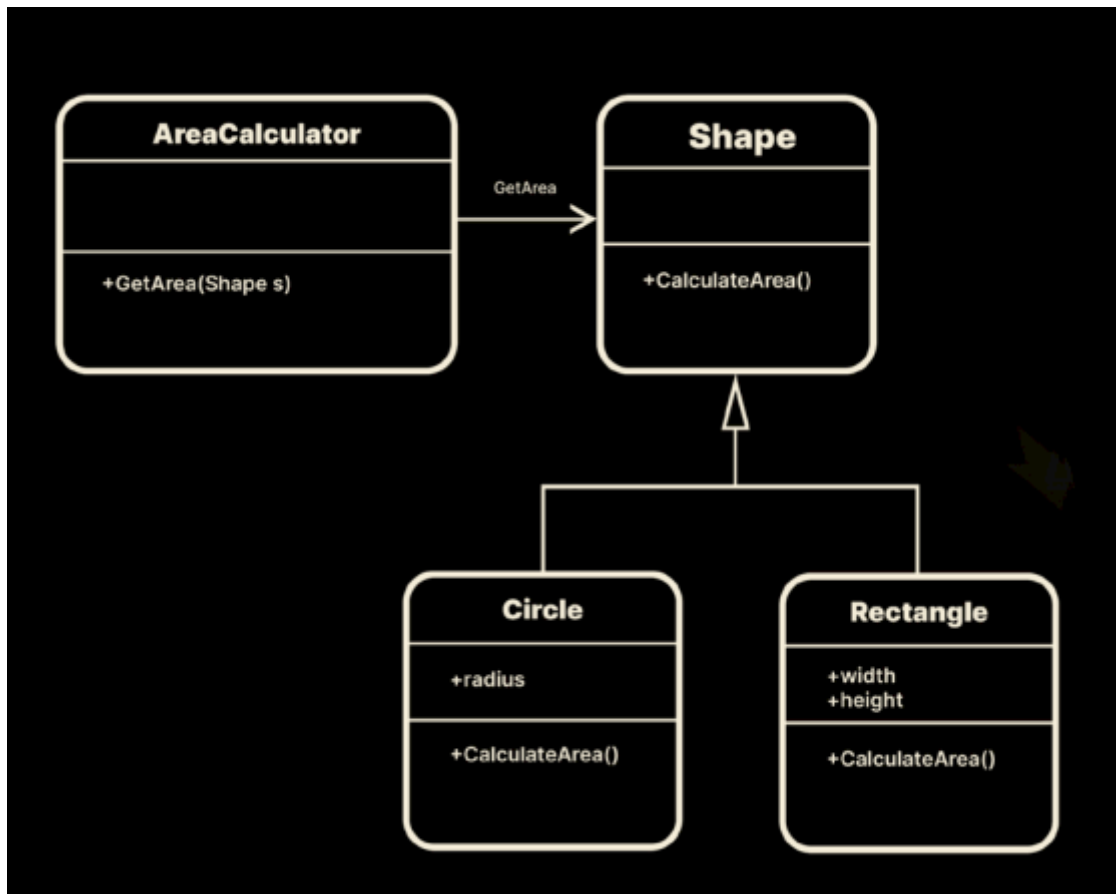 AreaCalculator
+GetArea(Shape s)
GetArea
Shape
+CalculateArea()
Circle
+radius
+CalculateArea()
Rectangle
+width
+height
+CalculateArea()